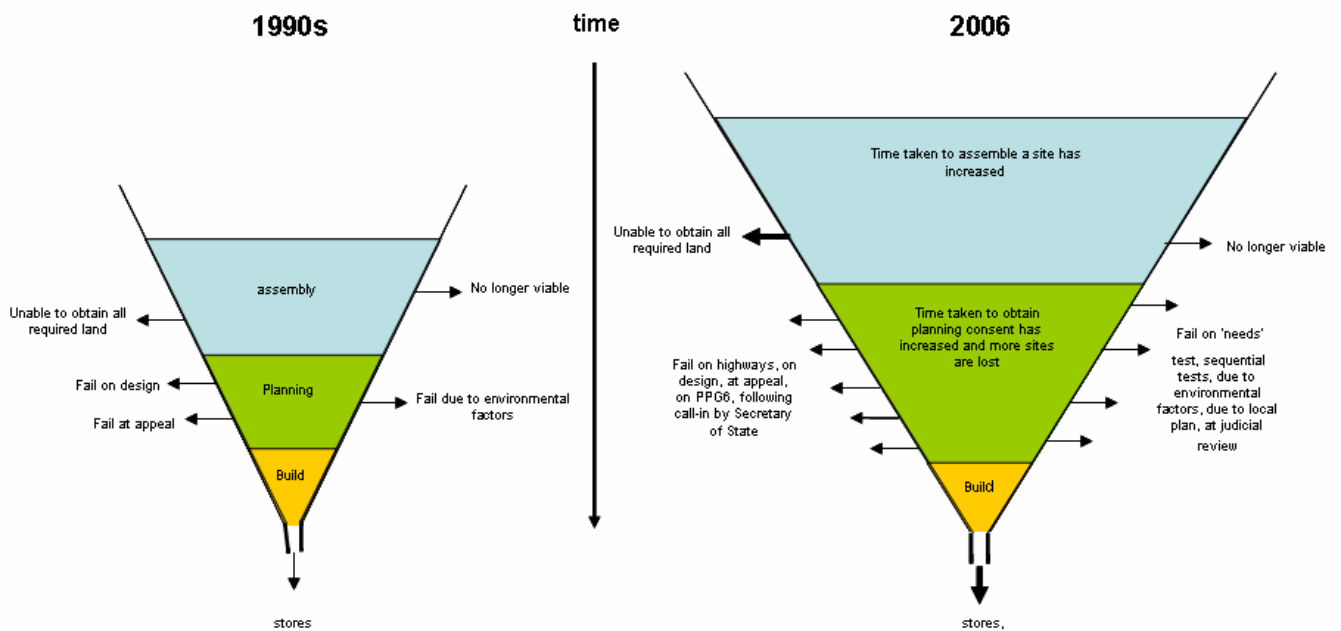 1990s
time
2006
assembly
No longer viable
Unable to obtain all
required land
Planning
Fail on design
Fail at appeal
Fail due to environmental
factors
Build
stores
Time taken to assemble a site has
increased
Unable to obtain all
required land
No longer viable
Time taken to obtain
planning consent has
increased and more sites
are lost
Fail on highways, on
design, at appeal,
on PPG6, following
call-in by Secretary
of State
Fail on 'needs'
test, sequential
tests, due to
environmental
factors, due to local
plan, at judicial
review
Build
stores,